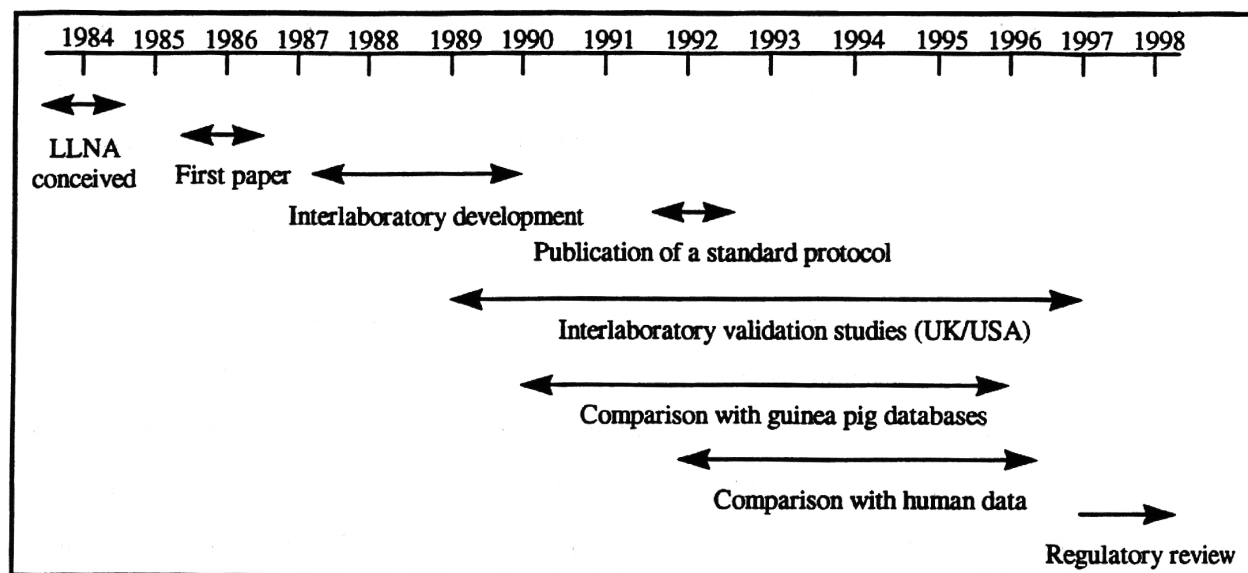 1984 1985 1986 1987 1988 1989 1990 1991 1992 1993 1994 1995 1996 1997 1998
LLNA
conceived
First paper
Interlaboratory development
Publication of a standard protocol
Interlaboratory validation studies (UK/USA)
Comparison with guinea pig databases
Comparison with human data
Regulatory review